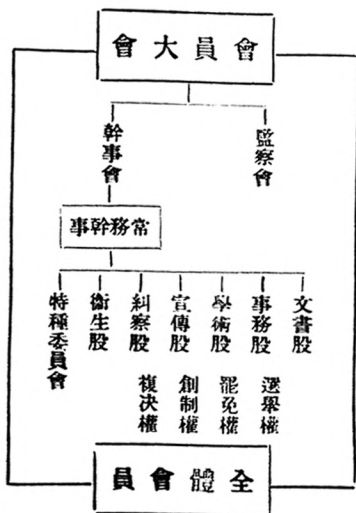 會員大會
監察會
幹事會
常務幹事
文書股
事務股
學術股
宣傳股
糾察股
衞生股
特種委員會
選舉權
罷免權
創制權
複决權
全體會員